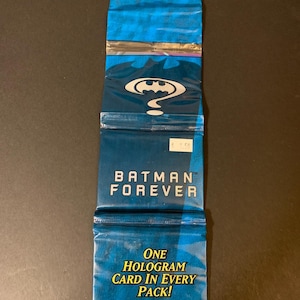 BATMAN
FOREVER
ONE
HOLOGRAM
CARD IN EVERY
PACK!